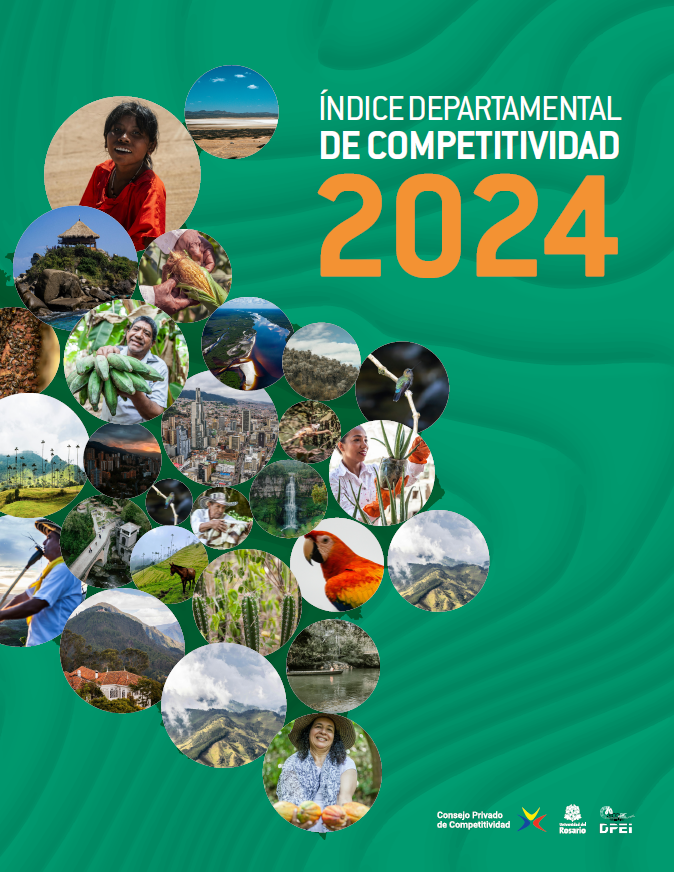 ÍNDICE DEPARTAMENTAL
DE COMPETITIVIDAD
2024
Consejo Privado
de Competitividad
Universidad del
Rosario
DPEI